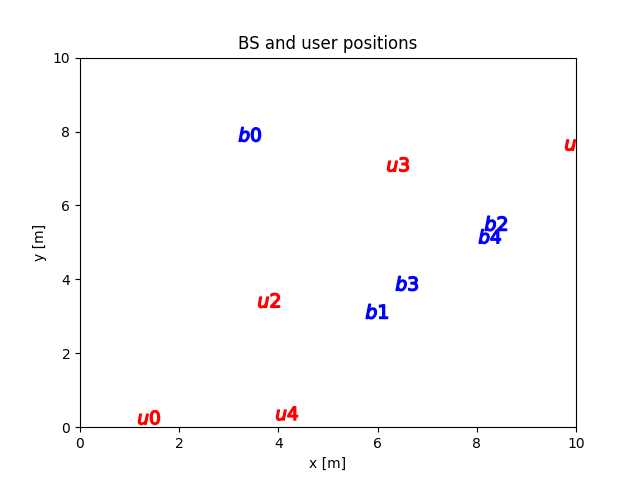 BS and user positions
10
b0
u
8
u3
b2
6
b4
b3
4
u2
b1
2
u4
u0
0
0 2 4 6 8 10
x [m]
y [m]